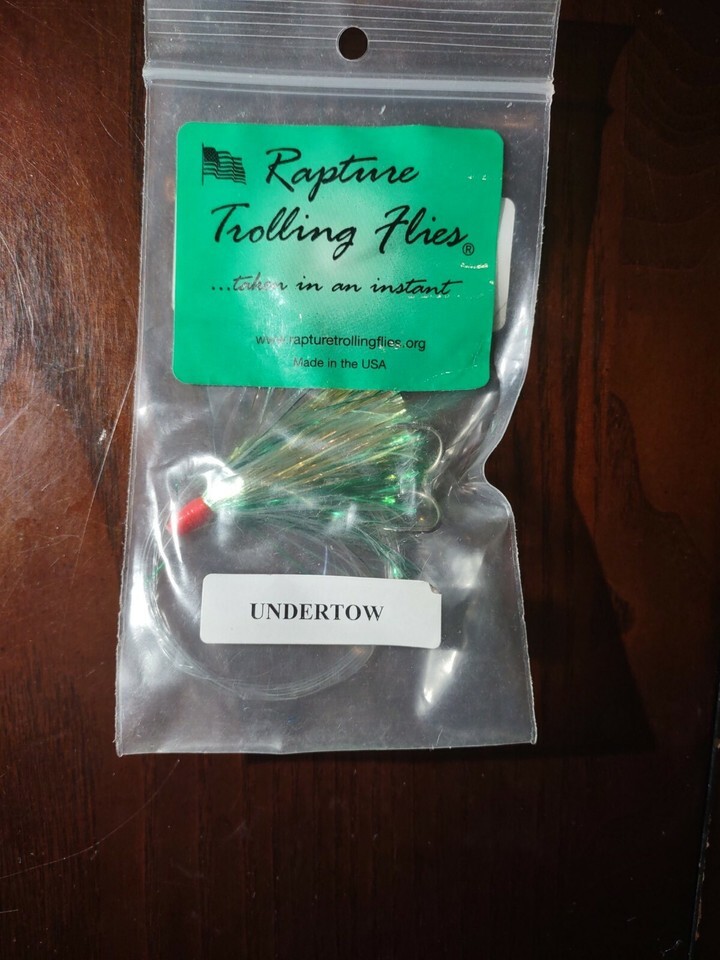 Rapture
Trolling Flies®
...taken in an instant
www.rapturetrollingflies.org
Made in the USA
UNDERTOW